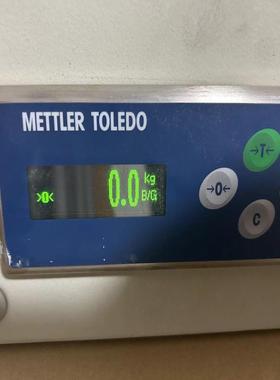 METTLER TOLEDO
>0< 0.0 kg
B/G
→T←
→0←
C